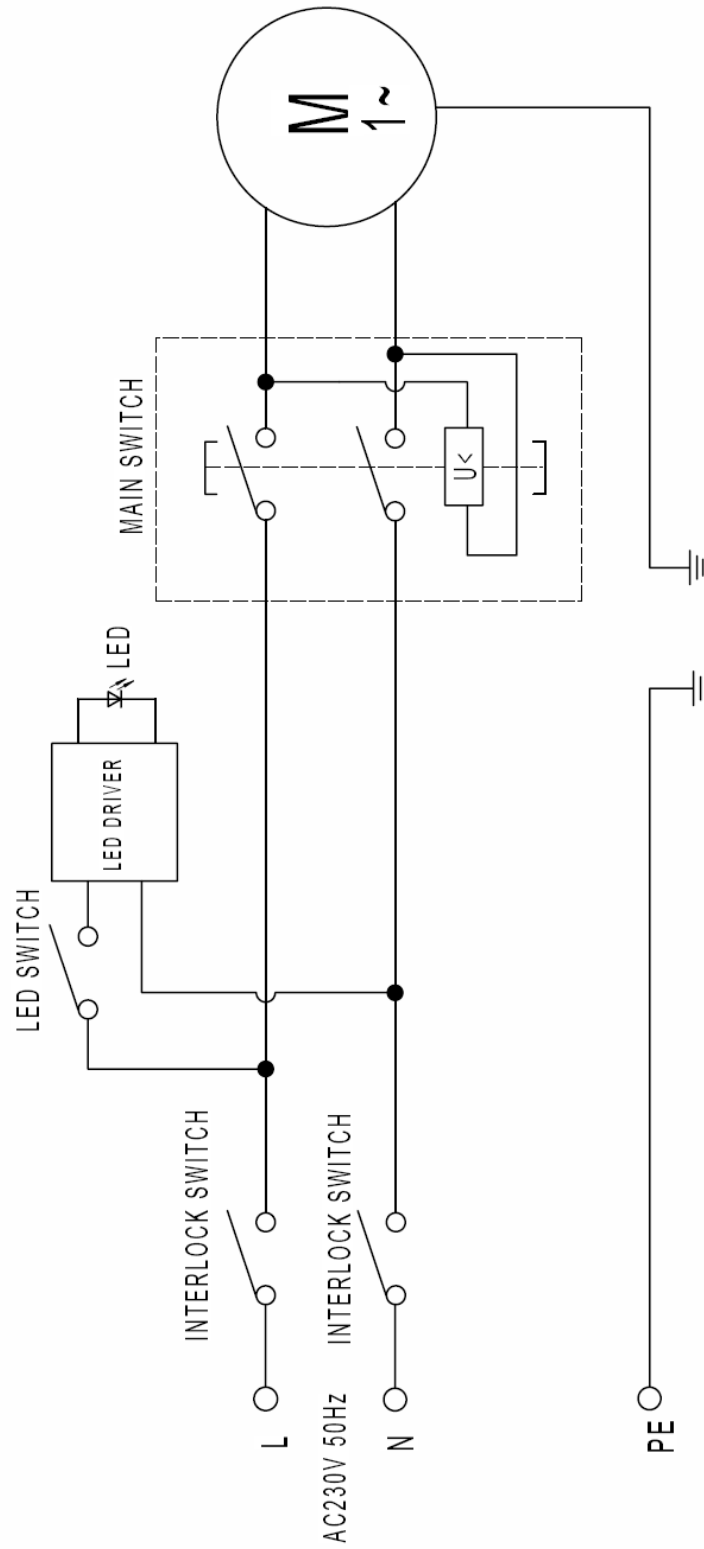 LED SWITCH
LED DRIVER
LED
MAIN SWITCH
U<
M
1~
INTERLOCK SWITCH
INTERLOCK SWITCH
L
AC230V 50Hz
N
PE